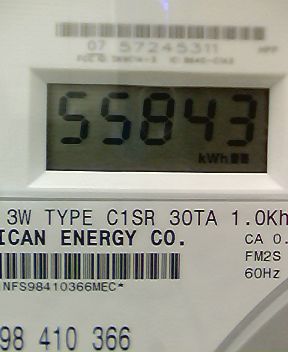 07 57245311
55843
kWh
3W TYPE C1SR 30TA 1.0Kh
ICAN ENERGY CO.
CA 0.
FM2S
60Hz
NFS98410366MEC*
98 410 366